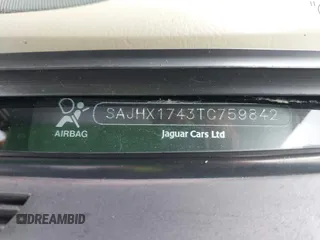 SAJHX1743TC759842
AIRBAG
Jaguar Cars Ltd
DREAMBID